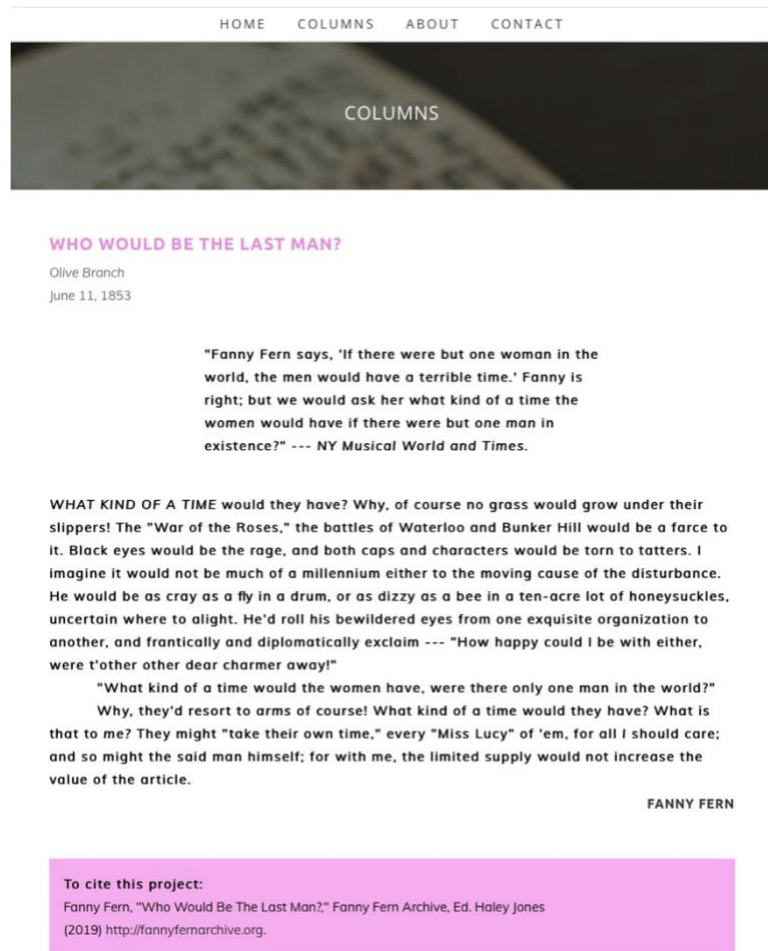 HOME COLUMNS ABOUT CONTACT
COLUMNS
WHO WOULD BE THE LAST MAN?
Olive Branch
June 11, 1853
"Fanny Fern says, 'If there were but one woman in the
world, the men would have a terrible time.' Fanny is
right; but we would ask her what kind of a time the
women would have if there were but one man in
existence?" --- NY Musical World and Times.
WHAT KIND OF A TIME would they have? Why, of course no grass would grow under their
slippers! The "War of the Roses," the battles of Waterloo and Bunker Hill would be a farce to
it. Black eyes would be the rage, and both caps and characters would be torn to tatters. I
imagine it would not be much of a millennium either to the moving cause of the disturbance.
He would be as cray as a fly in a drum, or as dizzy as a bee in a ten-acre lot of honeysuckles,
uncertain where to alight. He'd roll his bewildered eyes from one exquisite organization to
another, and frantically and diplomatically exclaim --- "How happy could I be with either,
were t'other other dear charmer away!"
"What kind of a time would the women have, were there only one man in the world?"
Why, they'd resort to arms of course! What kind of a time would they have? What is
that to me? They might "take their own time," every "Miss Lucy" of 'em, for all I should care;
and so might the said man himself; for with me, the limited supply would not increase the
value of the article.
FANNY FERN
To cite this project:
Fanny Fern, "Who Would Be The Last Man?," Fanny Fern Archive, Ed. Haley Jones
(2019) http://fannyfernarchive.org.